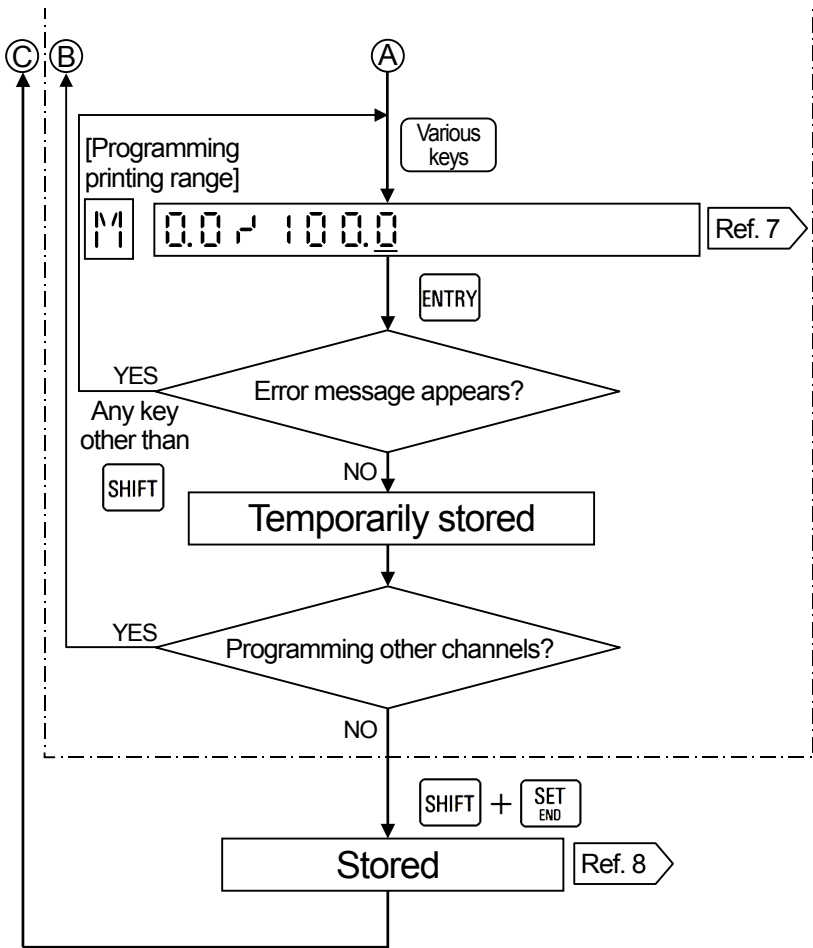 C B A
Various
keys
[Programming
printing range]
M 0.0 / 100.0 Ref. 7
ENTRY
YES Error message appears?
Any key
other than
SHIFT
NO
Temporarily stored
YES Programming other channels?
NO
SHIFT + SET
END
Stored Ref. 8